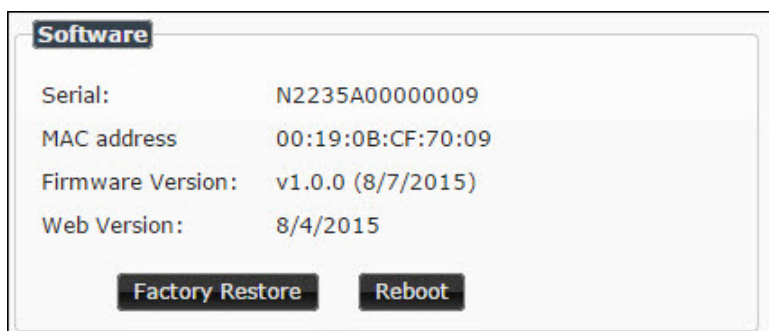 Software
Serial: N2235A00000009
MAC address 00:19:0B:CF:70:09
Firmware Version: v1.0.0 (8/7/2015)
Web Version: 8/4/2015
Factory Restore Reboot